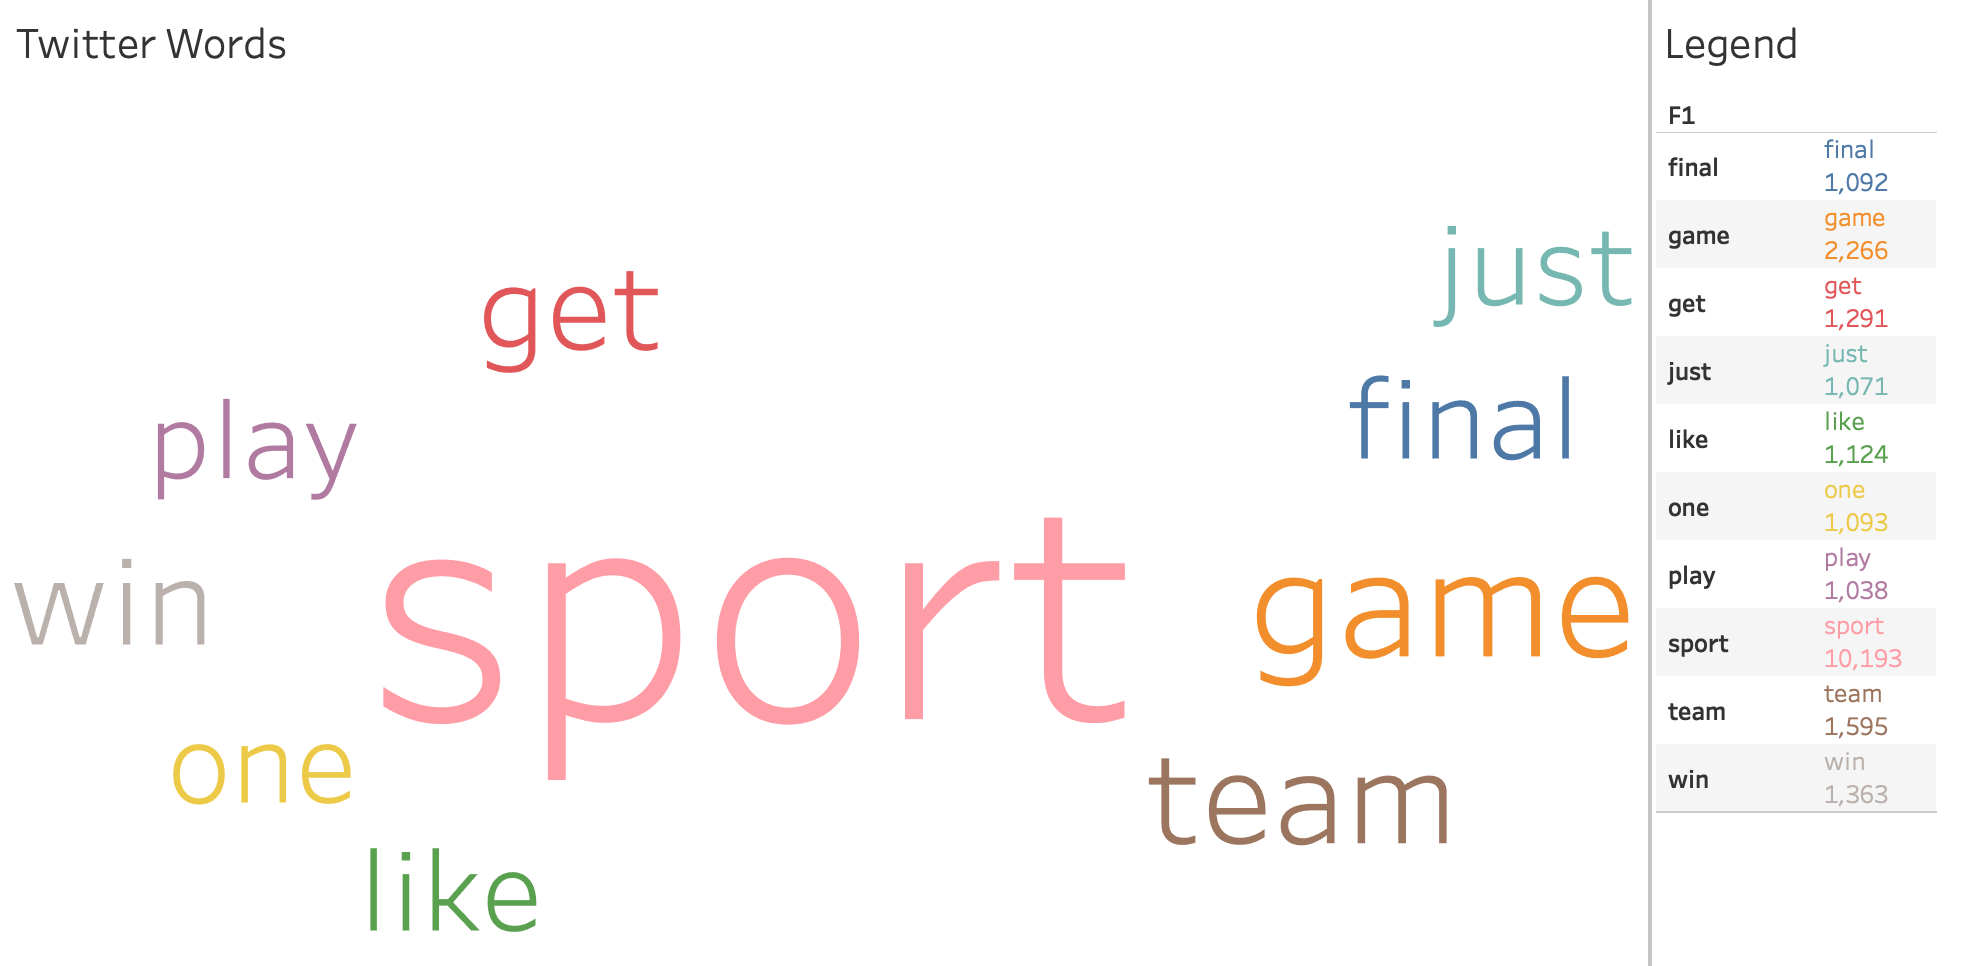 Twitter Words
get
just
play
final
win
sport
game
one
team
like
Legend
F1
final
final
1,092
game
game
2,266
get
get
1,291
just
just
1,071
like
like
1,124
one
one
1,093
play
play
1,038
sport
sport
10,193
team
team
1,595
win
win
1,363